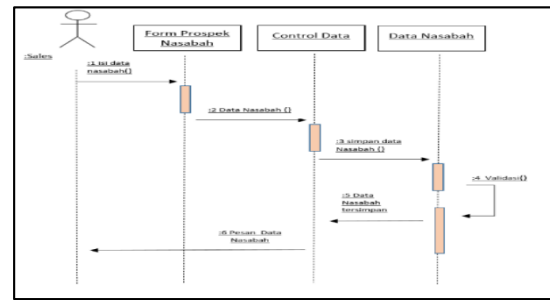 Form Prospek
Nasabah
Control Data
Data Nasabah
:Sales
:1 Isi data
nasabah()
:2 Data Nasabah ()
:3 simpan data
Nasabah ()
:4 Validasi()
:5 Data
Nasabah
tersimpan
:6 Pesan Data
Nasabah